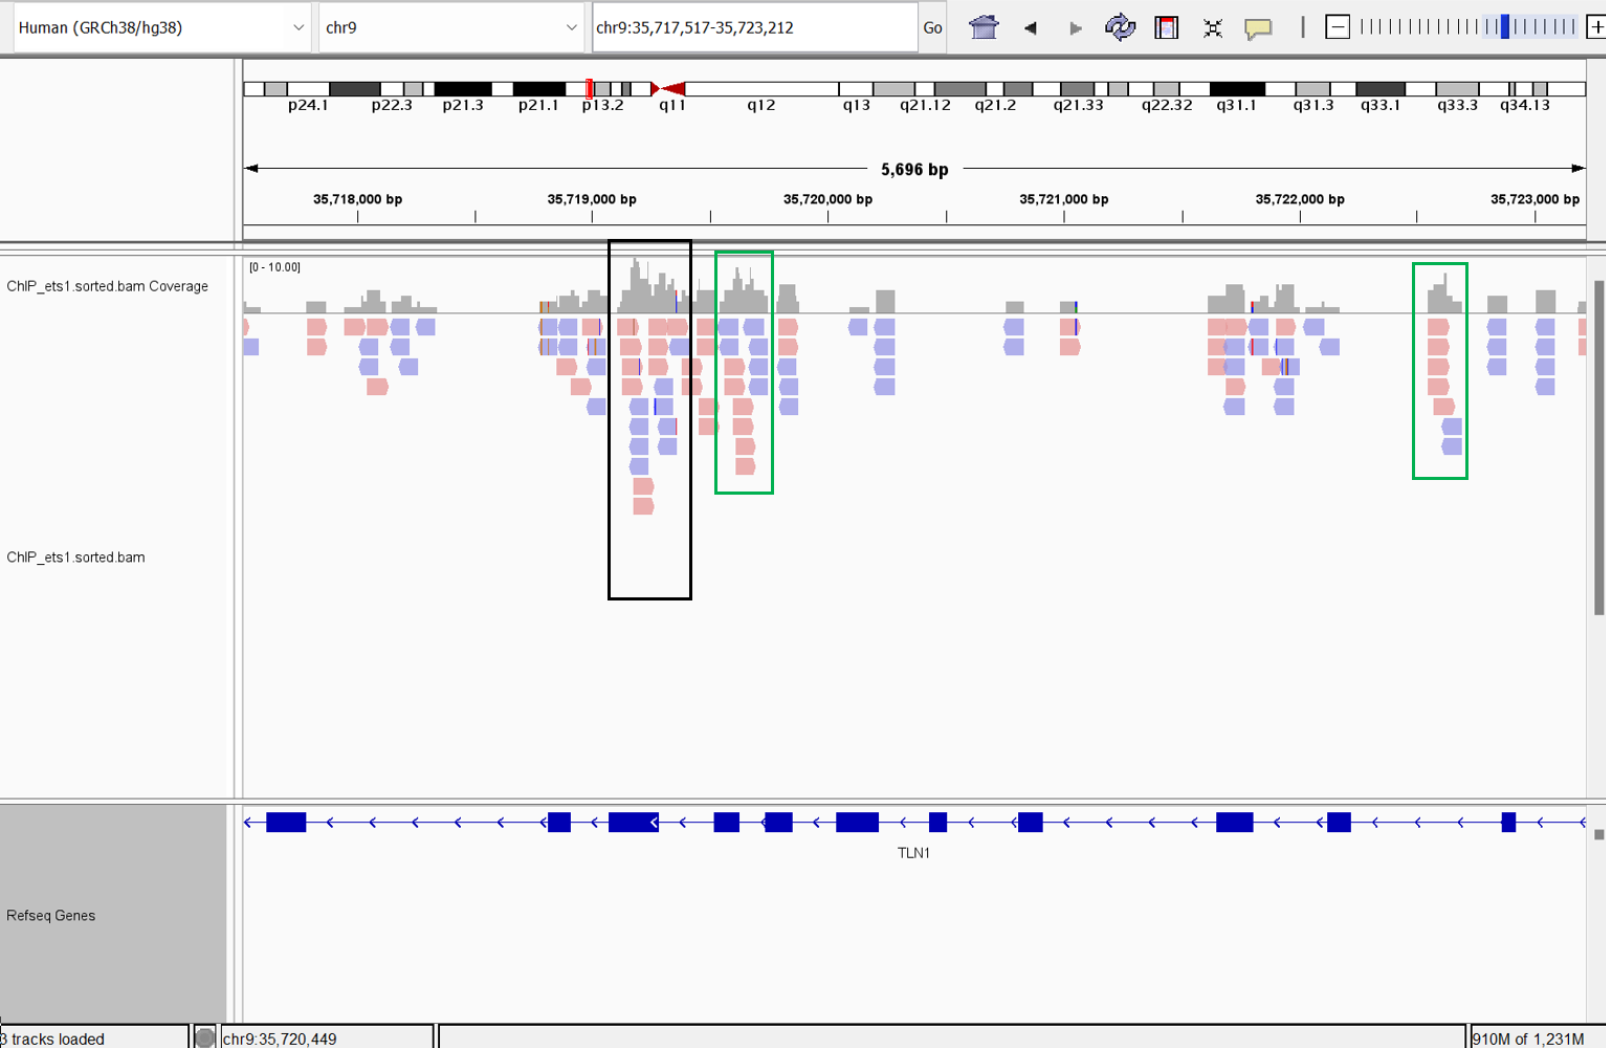 Human (GRCh38/hg38) chr9 chr9:35,717,517-35,723,212 Go
p24.1 p22.3 p21.3 p21.1 p13.2 q11 q12 q13 q21.12 q21.2 q21.33 q22.32 q31.1 q31.3 q33.1 q33.3 q34.13
5,696 bp
35,718,000 bp 35,719,000 bp 35,720,000 bp 35,721,000 bp 35,722,000 bp 35,723,000 bp
[0 - 10.00]
ChIP_ets1.sorted.bam Coverage
ChIP_ets1.sorted.bam
TLN1
Refseq Genes
3 tracks loaded chr9:35,720,449 910M of 1,231M